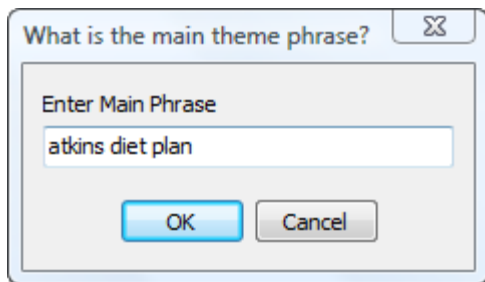 What is the main theme phrase?
Enter Main Phrase
atkins diet plan
OK Cancel